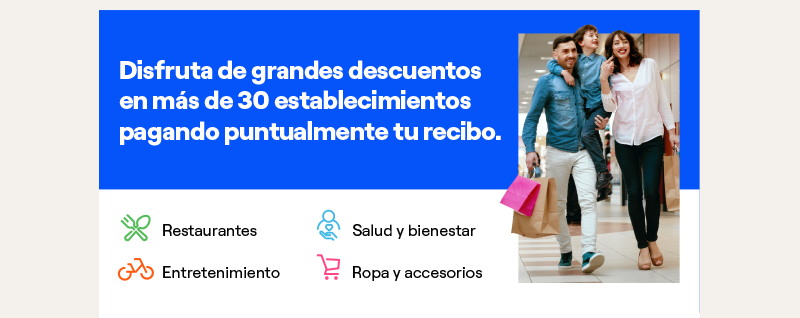 Disfruta de grandes descuentos
en más de 30 establecimientos
pagando puntualmente tu recibo.
Restaurantes
Salud y bienestar
Entretenimiento
Ropa y accesorios